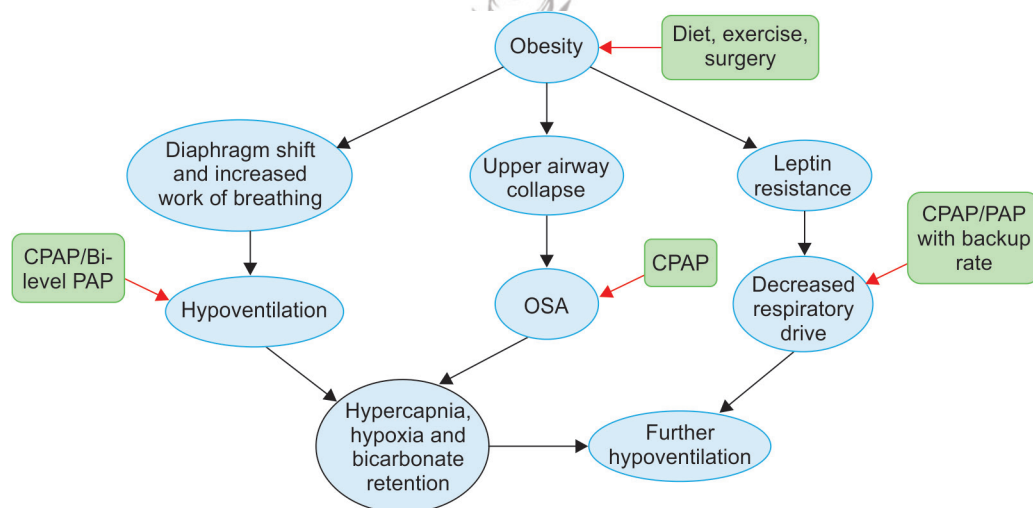 Obesity
Diet, exercise,
surgery
Diaphragm shift
and increased
work of breathing
Upper airway
collapse
Leptin
resistance
CPAP/Bi-
level PAP
Hypoventilation
OSA
CPAP
Decreased
respiratory
drive
CPAP/PAP
with backup
rate
Hypercapnia,
hypoxia and
bicarbonate
retention
Further
hypoventilation